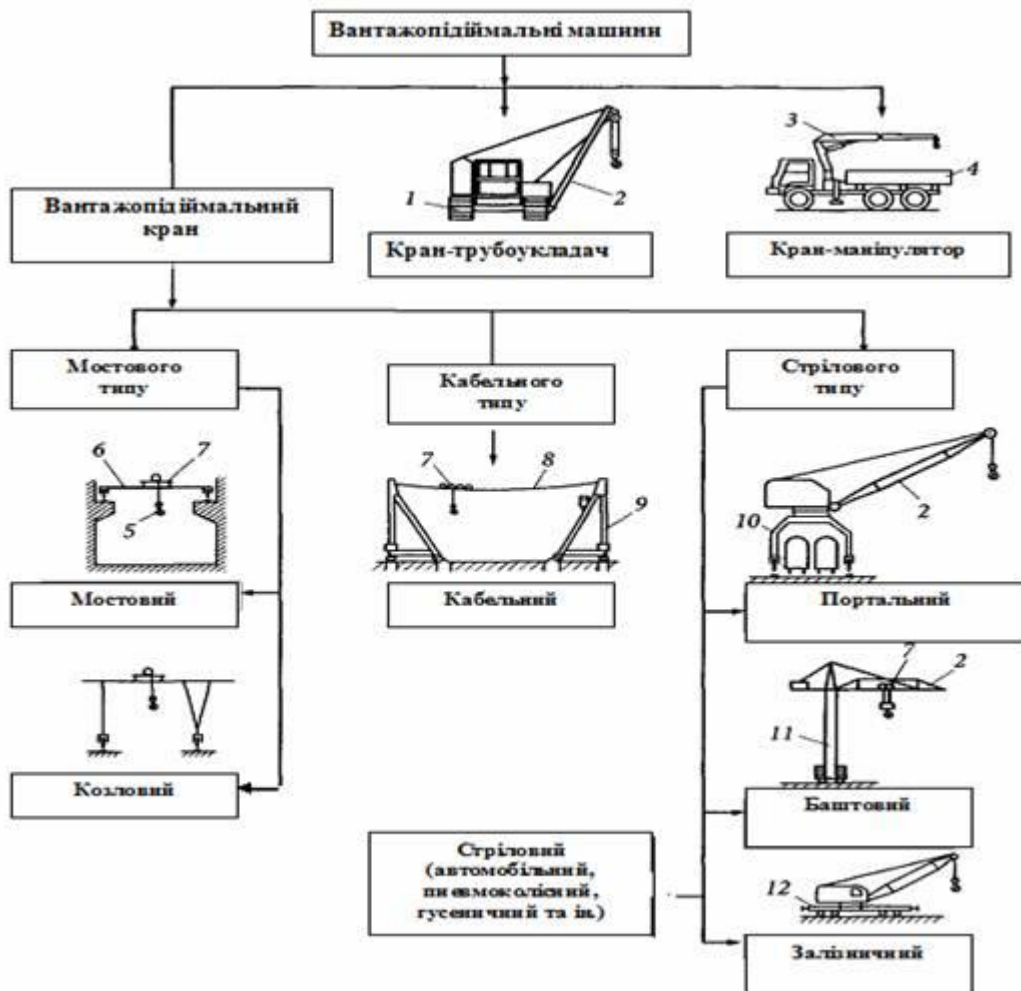 Вантажопідіймальні машини
3
4
1
2
Вантажопідіймальний
кран
Кран-трубоукладач
Кран-маніпулятор
Мостового
типу
Кабельного
типу
Стрілового
типу
6
7
5
7
8
9
2
10
Мостовий
Кабельний
Портальний
7
2
11
Козловий
Баштовий
Стріловий
(автомобільний,
пневмоколісний,
гусеничний та ін.)
12
Залізничний